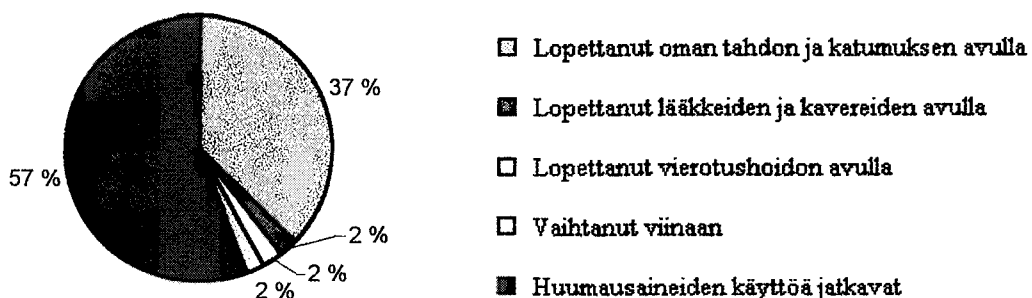 37 %
57 %
2 %
2 %
2 %
Lopettanut oman tahdon ja katumuksen avulla
Lopettanut lääkkeiden ja kavereiden avulla
Lopettanut vierotushoidon avulla
Vaihtanut viinaan
Huumausaineiden käyttöä jatkavat